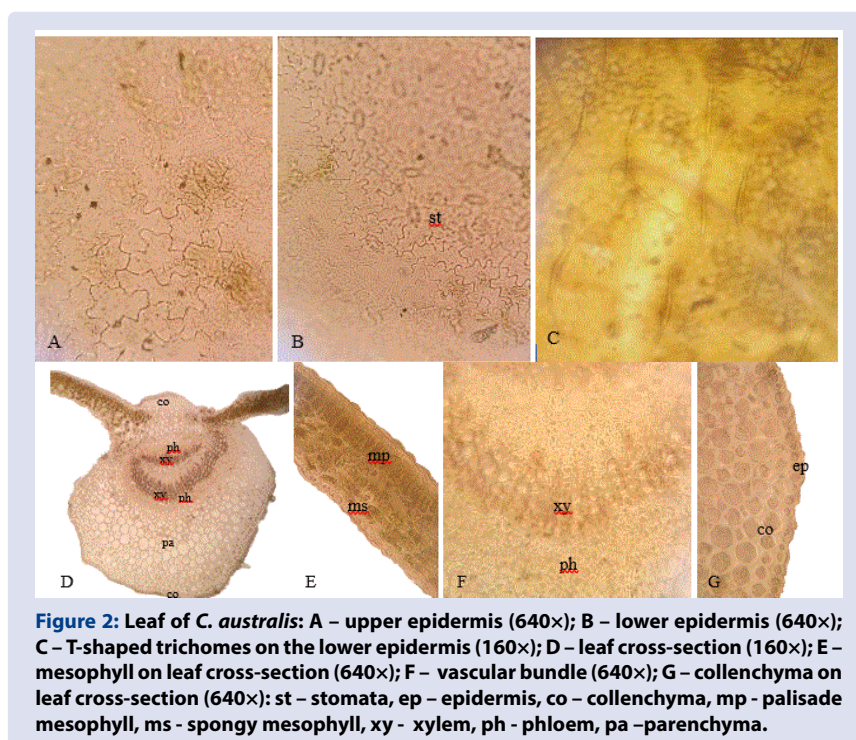 st
A
B
C
co
ph
xy
xy ph
pa
co
D
mp
ms
E
xy
ph
F
ep
co
G
Figure 2: Leaf of C. australis: A – upper epidermis (640×); B – lower epidermis (640×);
C – T-shaped trichomes on the lower epidermis (160×); D – leaf cross-section (160×); E –
mesophyll on leaf cross-section (640×); F – vascular bundle (640×); G – collenchyma on
leaf cross-section (640×): st – stomata, ep – epidermis, co – collenchyma, mp - palisade
mesophyll, ms - spongy mesophyll, xy - xylem, ph - phloem, pa –parenchyma.